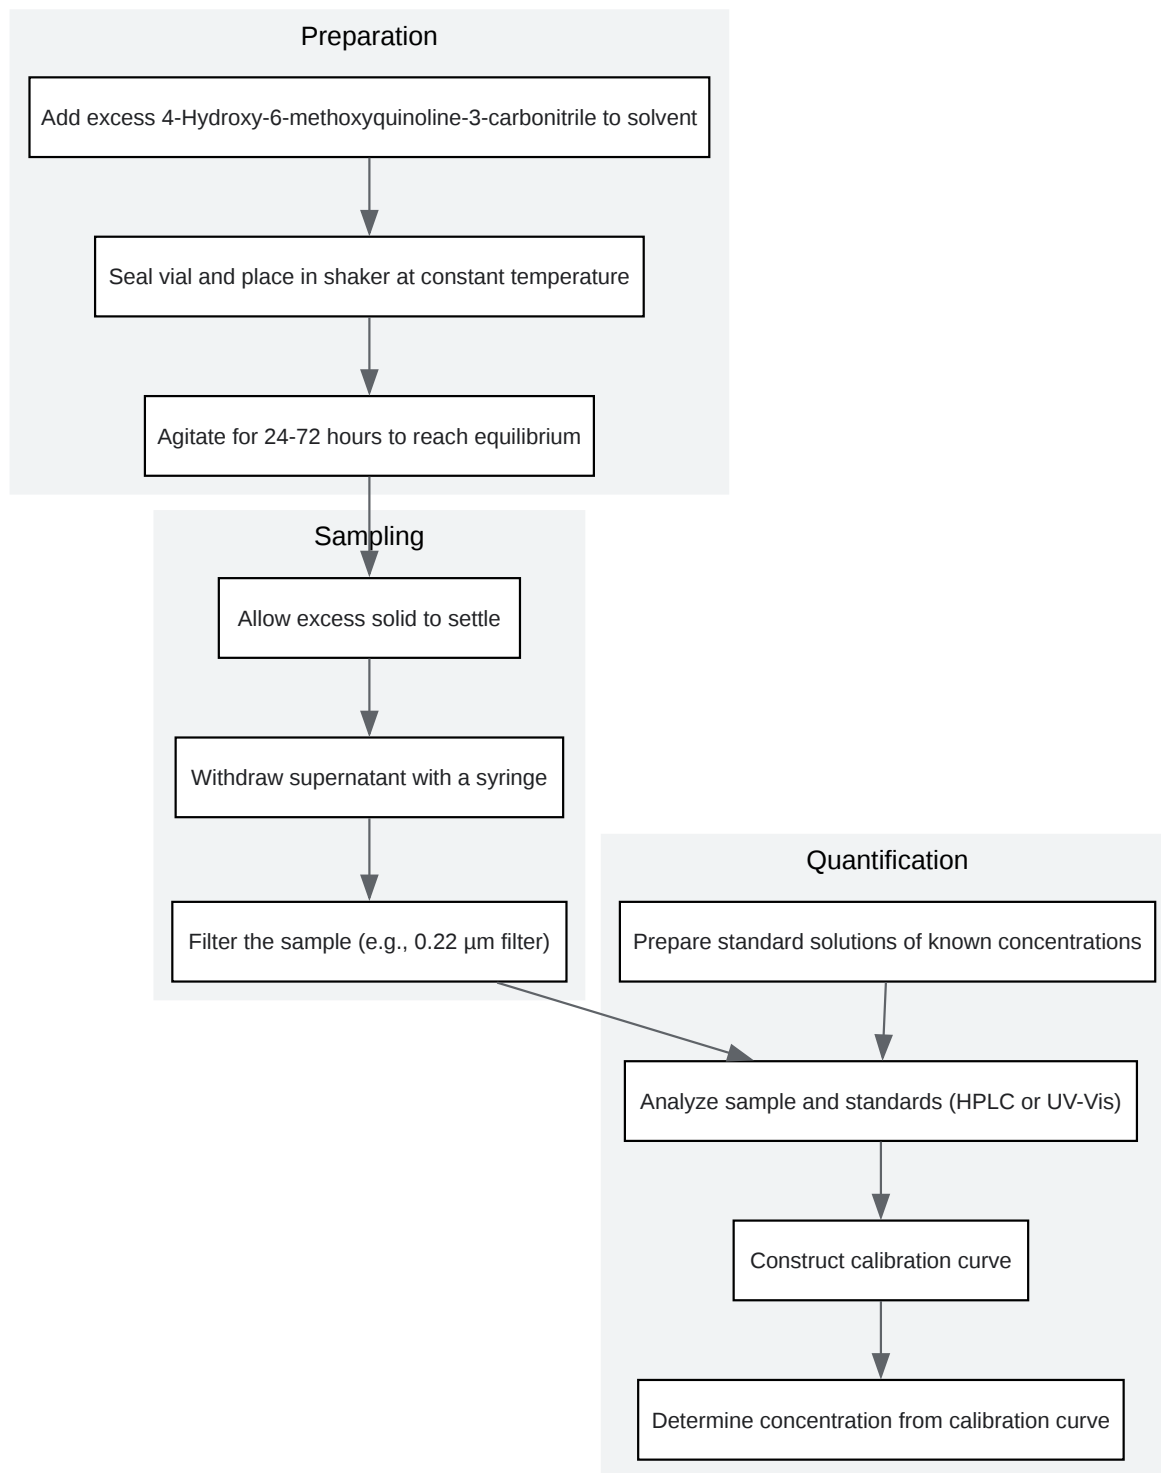 Preparation
Add excess 4-Hydroxy-6-methoxyquinoline-3-carbonitrile to solvent
Seal vial and place in shaker at constant temperature
Agitate for 24-72 hours to reach equilibrium
Sampling
Allow excess solid to settle
Withdraw supernatant with a syringe
Filter the sample (e.g., 0.22 µm filter)
Quantification
Prepare standard solutions of known concentrations
Analyze sample and standards (HPLC or UV-Vis)
Construct calibration curve
Determine concentration from calibration curve